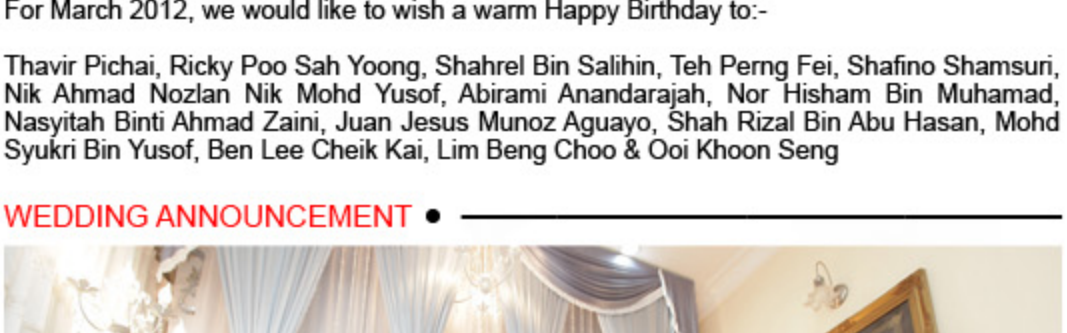 For March 2012, we would like to wish a warm Happy Birthday to:-
Thavir Pichai, Ricky Poo Sah Yoong, Shahrel Bin Salihin, Teh Perng Fei, Shafino Shamsuri,
Nik Ahmad Nozlan Nik Mohd Yusof, Abirami Anandarajah, Nor Hisham Bin Muhamad,
Nasyitah Binti Ahmad Zaini, Juan Jesus Munoz Aguayo, Shah Rizal Bin Abu Hasan, Mohd
Syukri Bin Yusof, Ben Lee Cheik Kai, Lim Beng Choo & Ooi Khoon Seng
WEDDING ANNOUNCEMENT •